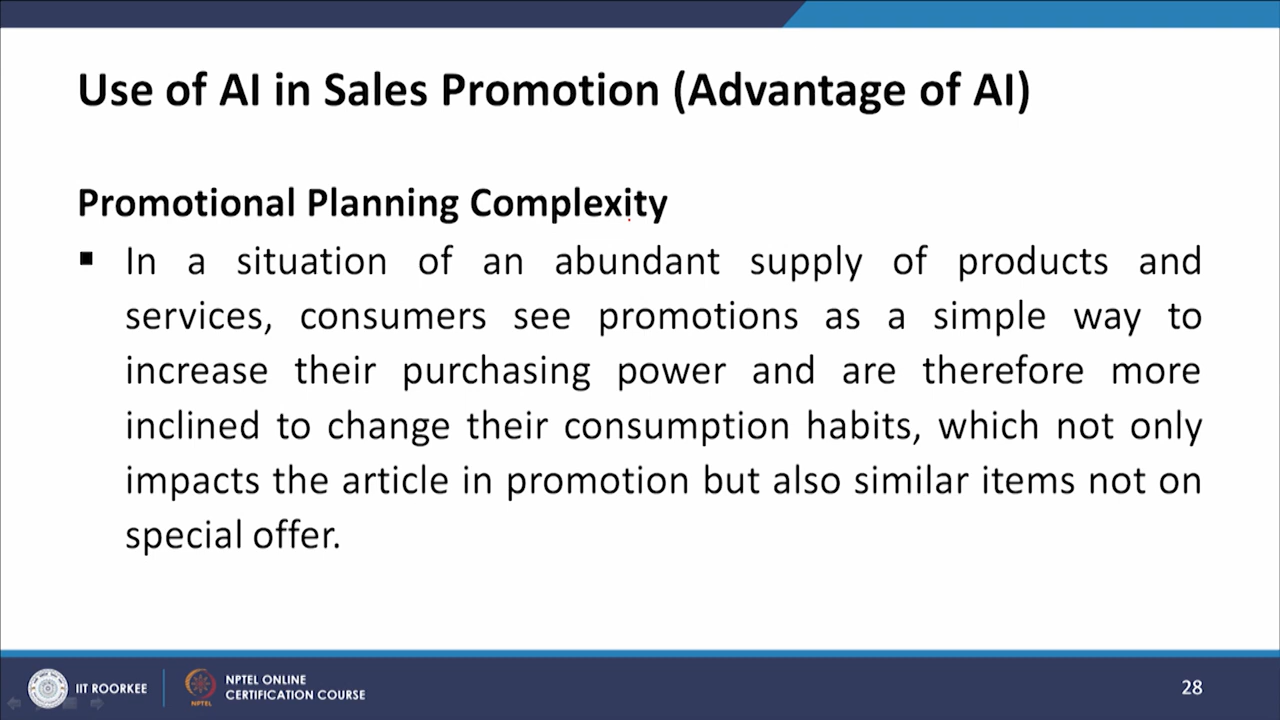 Use of AI in Sales Promotion (Advantage of AI)
Promotional Planning Complexity
▪ In a situation of an abundant supply of products and
services, consumers see promotions as a simple way to
increase their purchasing power and are therefore more
inclined to change their consumption habits, which not only
impacts the article in promotion but also similar items not on
special offer.
IIT ROORKEE
NPTEL
NPTEL ONLINE
CERTIFICATION COURSE
28